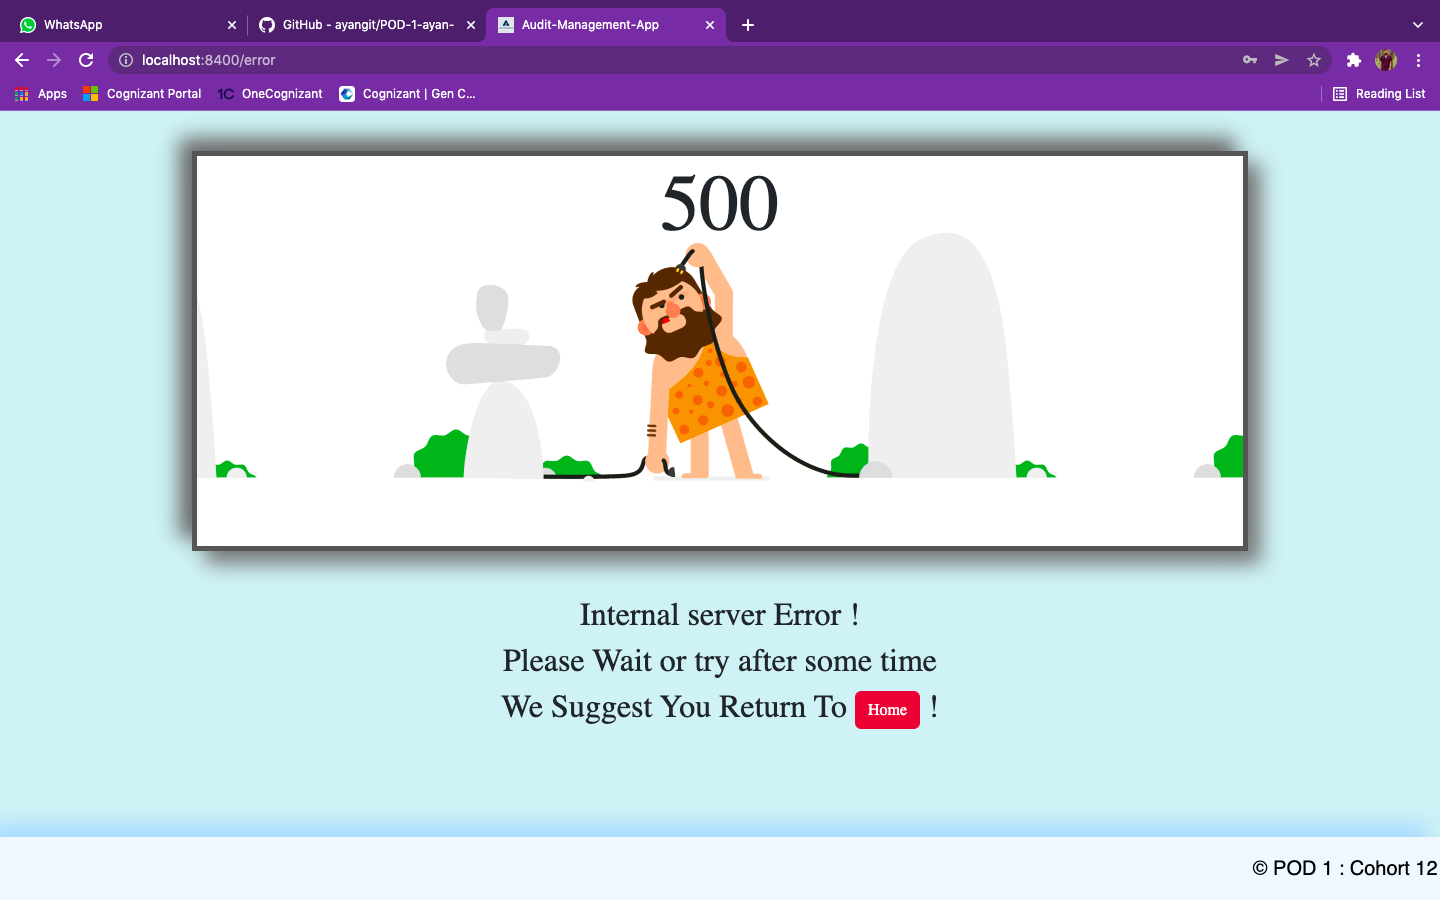 WhatsApp
GitHub - ayangit/POD-1-ayan-
Audit-Management-App
localhost:8400/error
Apps
Cognizant Portal
1C OneCognizant
Cognizant | Gen C...
Reading List
500
Internal server Error !
Please Wait or try after some time
We Suggest You Return To Home !
© POD 1 : Cohort 12